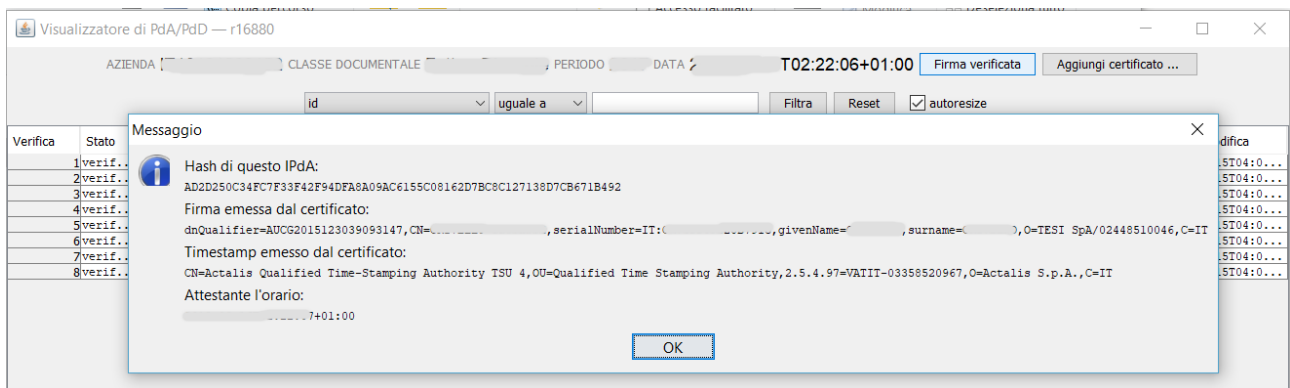 Visualizzatore di PdA/PdD — r16880
AZIENDA CLASSE DOCUMENTALE PERIODO DATA T02:22:06+01:00 Firma verificata Aggiungi certificato ...
id uguale a Filtra Reset autoresize
Verifica Stato
Messaggio
Hash di questo IPdA:
AD2D250C34FC7F33F42F94DFA8A09AC6155C08162D7BC8C127138D7CB671B492
Firma emessa dal certificato:
dnQualifier=AUCG2015123039093147,CN= ,serialNumber=IT: ,givenName= ,surname= ,O=TESI SpA/02448510046,C=IT
Timestamp emesso dal certificato:
CN=Actalis Qualified Time-Stamping Authority TSU 4,OU=Qualified Time Stamping Authority,2.5.4.97=VATIT-03358520967,O=Actalis S.p.A.,C=IT
Attestante l'orario:
7+01:00
OK
1 verif.. 5T04:0...
2 verif.. 5T04:0...
3 verif.. 5T04:0...
4 verif.. 5T04:0...
5 verif.. 5T04:0...
6 verif.. 5T04:0...
7 verif.. 5T04:0...
8 verif.. 5T04:0...